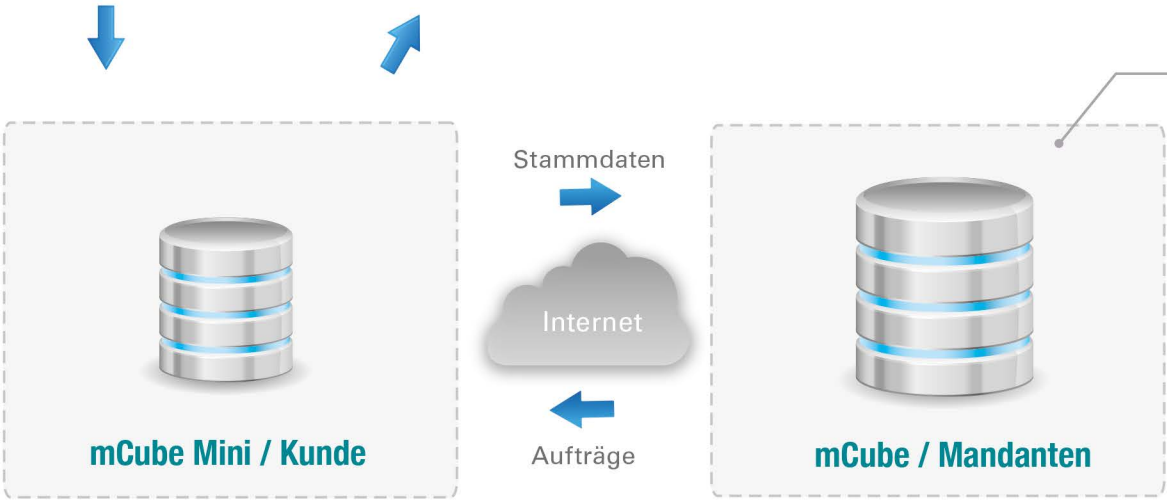 Stammdaten
Internet
Aufträge
mCube Mini / Kunde
mCube / Mandanten